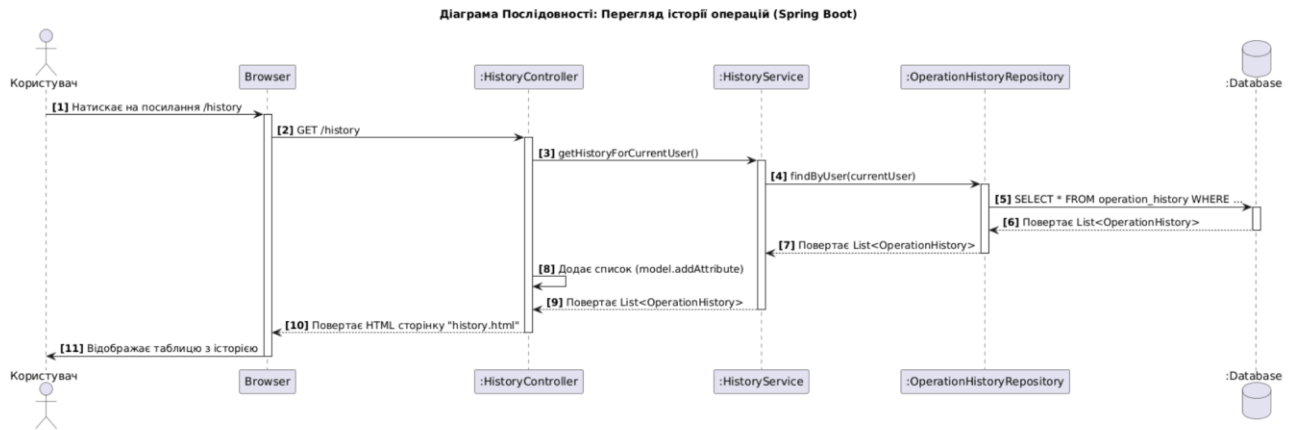 Діаграма Послідовності: Перегляд історії операцій (Spring Boot)
Користувач
Browser
:HistoryController
:HistoryService
:OperationHistoryRepository
:Database
[1] Натискає на посилання /history
[2] GET /history
[3] getHistoryForCurrentUser()
[4] findByUser(currentUser)
[5] SELECT * FROM operation_history WHERE ...
[6] Повертає List<OperationHistory>
[7] Повертає List<OperationHistory>
[8] Додає список (model.addAttribute)
[9] Повертає List<OperationHistory>
[10] Повертає HTML сторінку "history.html"
[11] Відображає таблицю з історією
Користувач
Browser
:HistoryController
:HistoryService
:OperationHistoryRepository
:Database